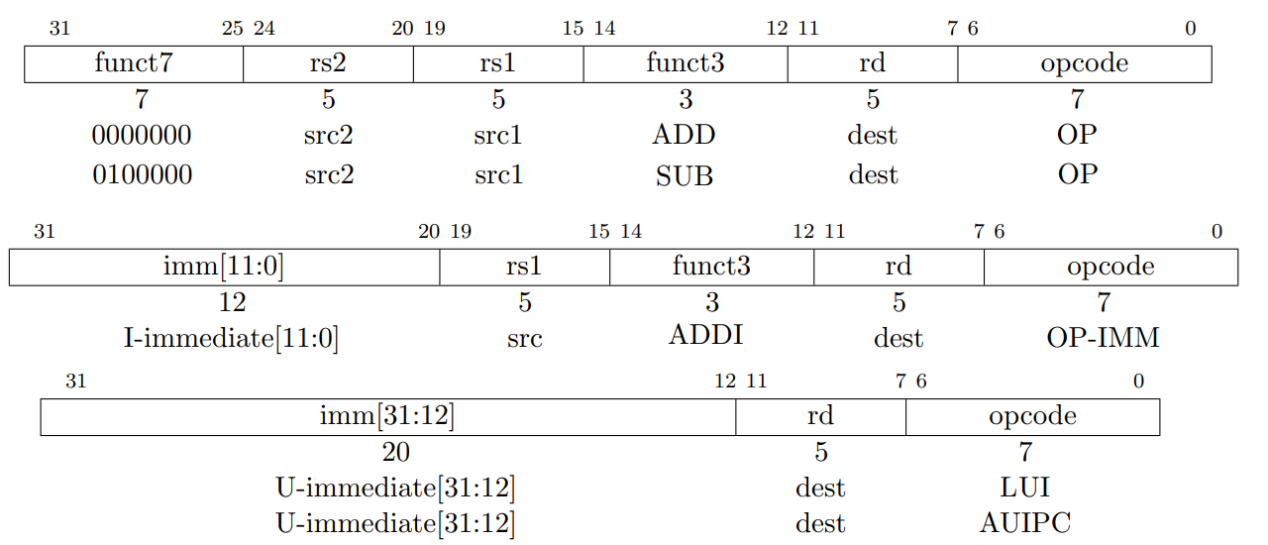 31 25 24 20 19 15 14 12 11 7 6 0
funct7 rs2 rs1 funct3 rd opcode
7 5 5 3 5 7
0000000 src2 src1 ADD dest OP
0100000 src2 src1 SUB dest OP
31 20 19 15 14 12 11 7 6 0
imm[11:0] rs1 funct3 rd opcode
12 5 3 5 7
I-immediate[11:0] src ADDI dest OP-IMM
31 12 11 7 6 0
imm[31:12] rd opcode
20 5 7
U-immediate[31:12] dest LUI
U-immediate[31:12] dest AUIPC